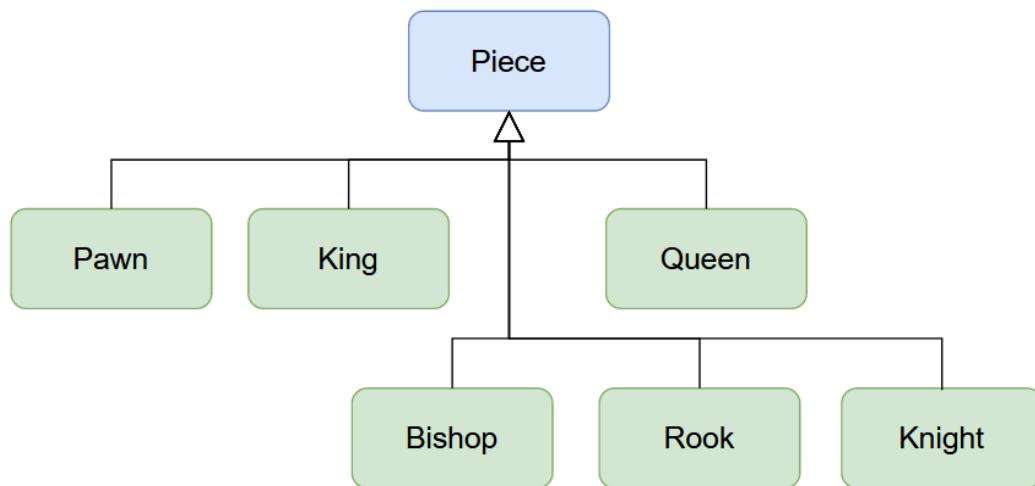 Piece
Pawn
King
Queen
Bishop
Rook
Knight